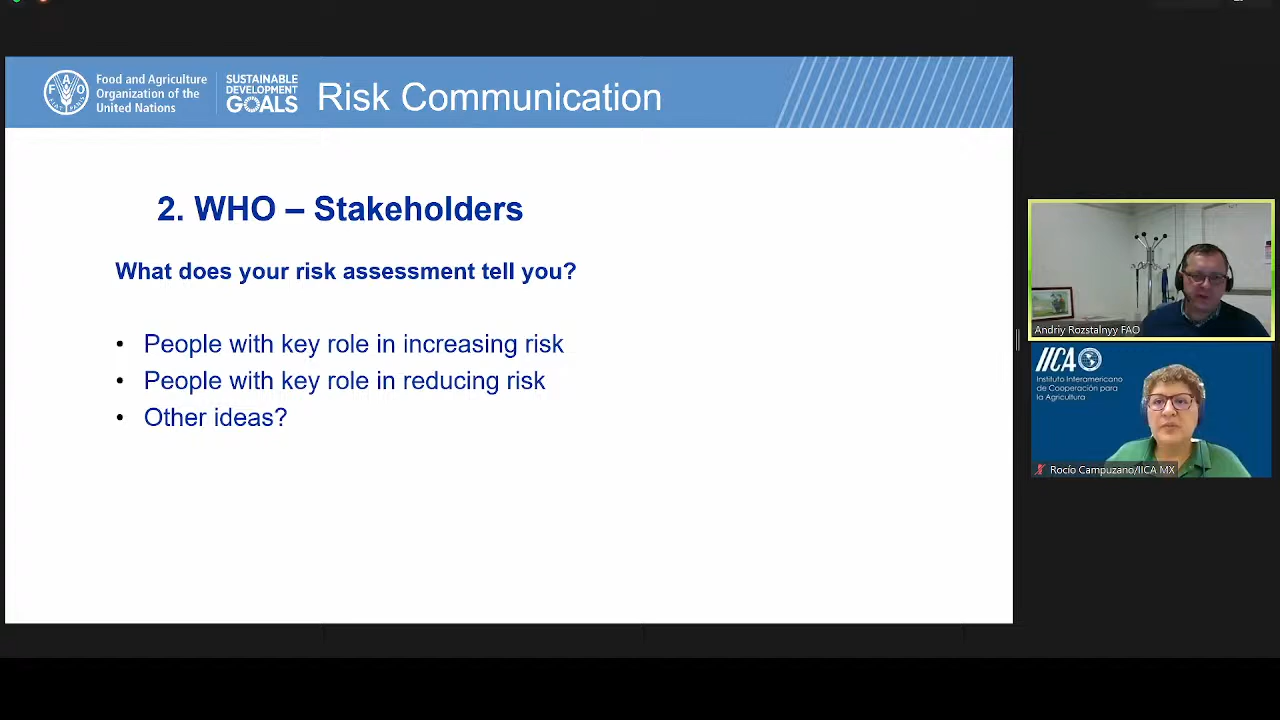 Food and Agriculture
Organization of the
United Nations
SUSTAINABLE
DEVELOPMENT
GOALS
Risk Communication
2. WHO – Stakeholders
What does your risk assessment tell you?
• People with key role in increasing risk
• People with key role in reducing risk
• Other ideas?
Andriy Rozstalnyy FAO
IICA
Instituto Interamericano
de Cooperación para
la Agricultura
Rocío Campuzano/IICA MX